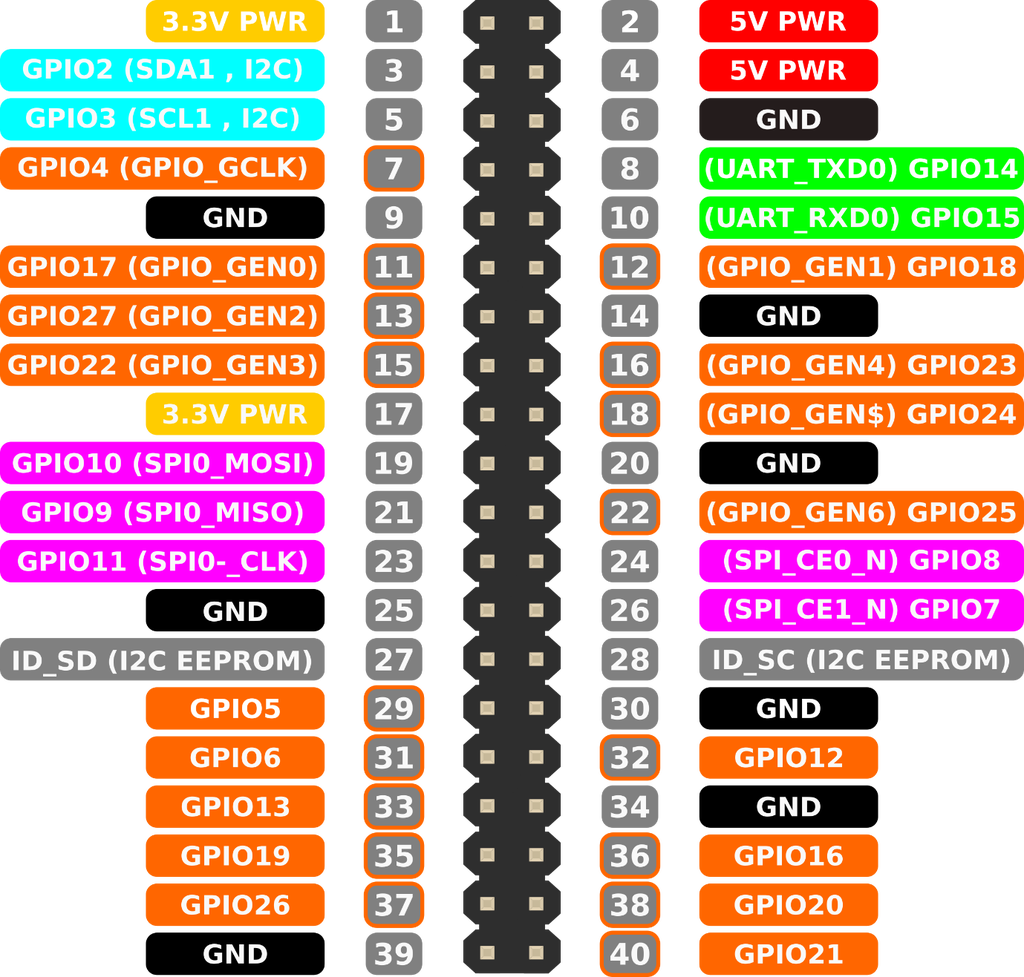 3.3V PWR 1 2 5V PWR
GPIO2 (SDA1 , I2C) 3 4 5V PWR
GPIO3 (SCL1 , I2C) 5 6 GND
GPIO4 (GPIO_GCLK) 7 8 (UART_TXD0) GPIO14
GND 9 10 (UART_RXD0) GPIO15
GPIO17 (GPIO_GEN0) 11 12 (GPIO_GEN1) GPIO18
GPIO27 (GPIO_GEN2) 13 14 GND
GPIO22 (GPIO_GEN3) 15 16 (GPIO_GEN4) GPIO23
3.3V PWR 17 18 (GPIO_GEN$) GPIO24
GPIO10 (SPI0_MOSI) 19 20 GND
GPIO9 (SPI0_MISO) 21 22 (GPIO_GEN6) GPIO25
GPIO11 (SPI0-_CLK) 23 24 (SPI_CE0_N) GPIO8
GND 25 26 (SPI_CE1_N) GPIO7
ID_SD (I2C EEPROM) 27 28 ID_SC (I2C EEPROM)
GPIO5 29 30 GND
GPIO6 31 32 GPIO12
GPIO13 33 34 GND
GPIO19 35 36 GPIO16
GPIO26 37 38 GPIO20
GND 39 40 GPIO21